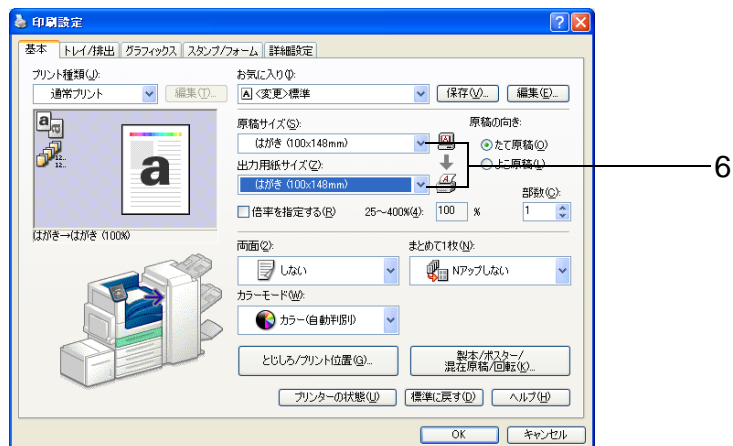 印刷設定
基本 トレイ/排出 グラフィックス スタンプ/フォーム 詳細設定
プリント種類(J):
通常プリント 編集(T)...
お気に入り(I):
A <変更>標準 保存(V)... 編集(E)...
原稿サイズ(S):
はがき (100x148mm)
原稿の向き:
たて原稿(O)
よこ原稿(L)
出力用紙サイズ(Z):
はがき (100x148mm)
6
部数(C):
倍率を指定する(R) 25～400%(4): 100 % 1
はがき→はがき (100%)
両面(2):
しない
まとめて1枚(N):
Nアップしない
カラーモード(W):
カラー(自動判別)
とじしろ/プリント位置(G)...
製本/ポスター/
混在原稿/回転(K)...
プリンターの状態(U) 標準に戻す(D) ヘルプ(H)
OK キャンセル